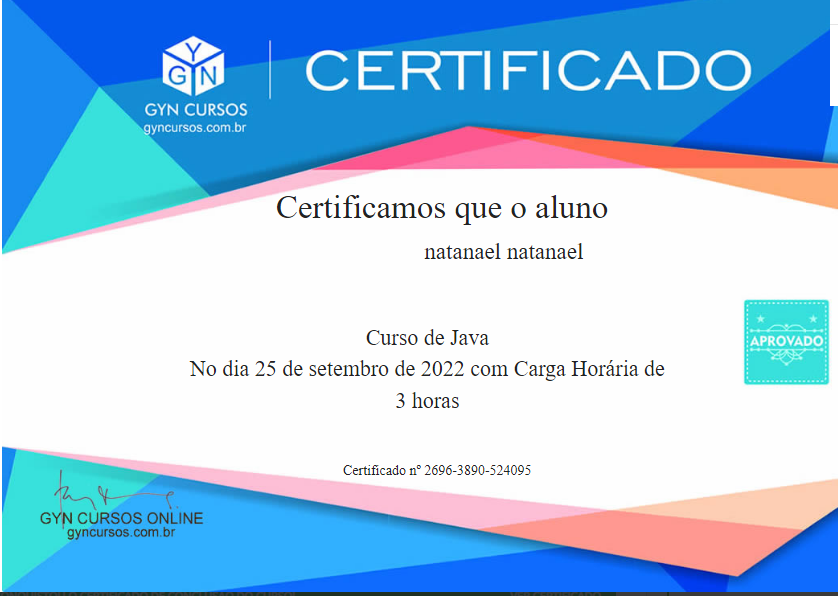 Y
G N
GYN CURSOS
gyncursos.com.br
CERTIFICADO
Certificamos que o aluno
natanael natanael
Curso de Java
No dia 25 de setembro de 2022 com Carga Horária de
3 horas
APROVADO
Certificado nº 2696-3890-524095
GYN CURSOS ONLINE
gyncursos.com.br